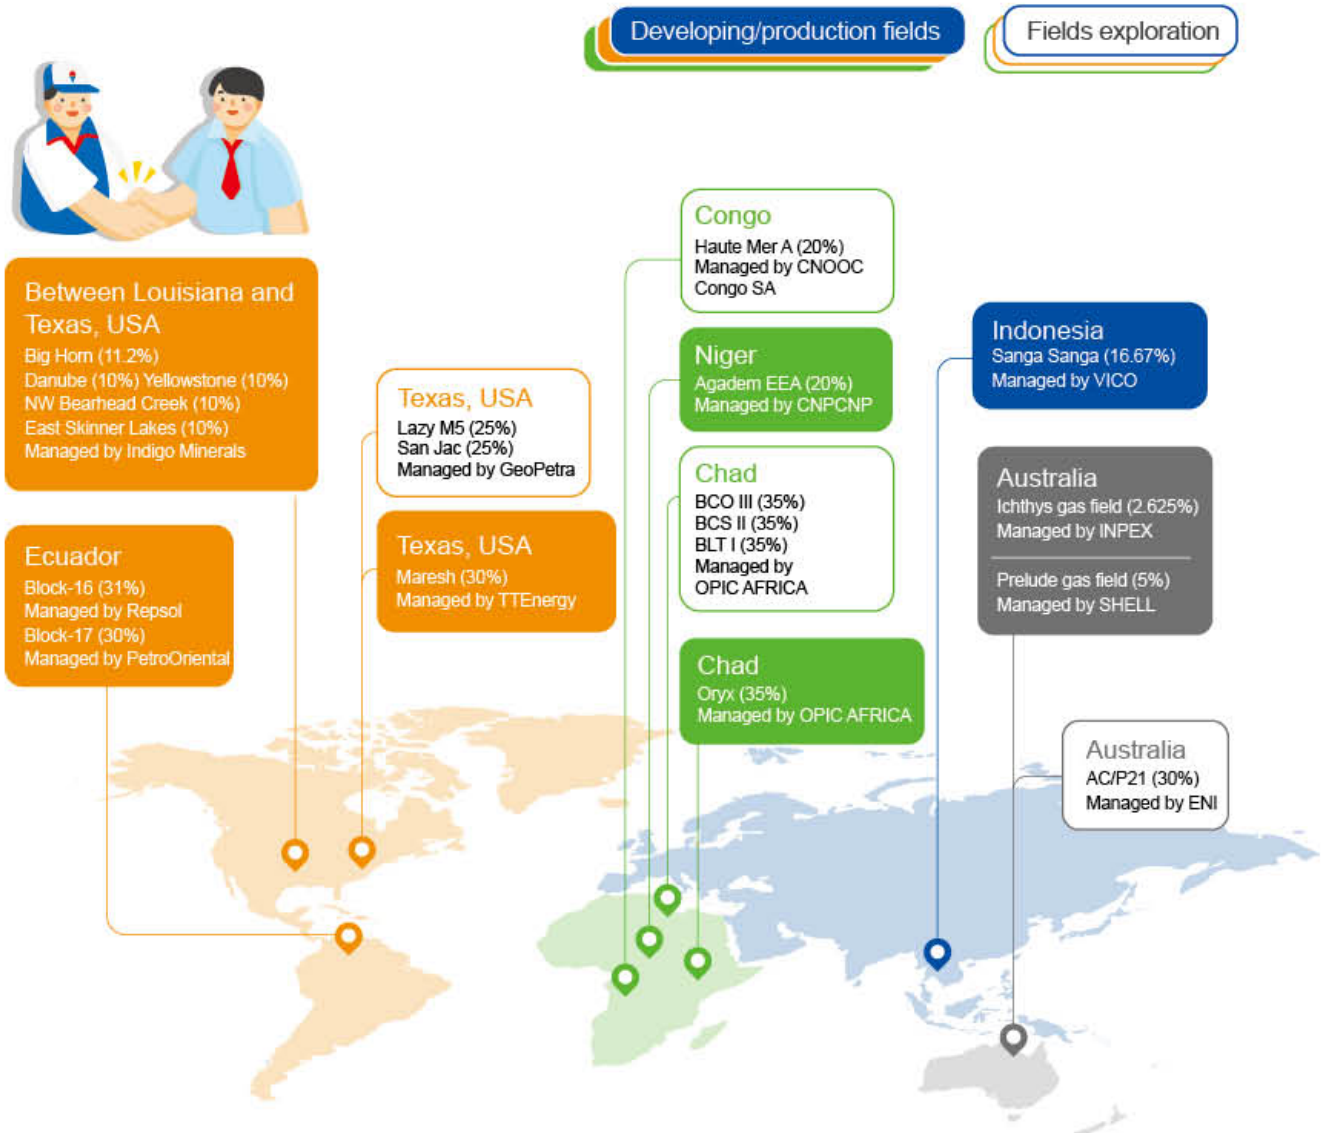 Developing/production fields
Fields exploration
Between Louisiana and
Texas, USA
Big Horn (11.2%)
Danube (10%) Yellowstone (10%)
NW Bearhead Creek (10%)
East Skinner Lakes (10%)
Managed by Indigo Minerals
Ecuador
Block-16 (31%)
Managed by Repsol
Block-17 (30%)
Managed by PetroOriental
Texas, USA
Lazy M5 (25%)
San Jac (25%)
Managed by GeoPetra
Texas, USA
Maresh (30%)
Managed by TTEnergy
Congo
Haute Mer A (20%)
Managed by CNOOC
Congo SA
Niger
Agadem EEA (20%)
Managed by CNPCNP
Chad
BCO III (35%)
BCS II (35%)
BLT I (35%)
Managed by
OPIC AFRICA
Chad
Oryx (35%)
Managed by OPIC AFRICA
Indonesia
Sanga Sanga (16.67%)
Managed by VICO
Australia
Ichthys gas field (2.625%)
Managed by INPEX
Prelude gas field (5%)
Managed by SHELL
Australia
AC/P21 (30%)
Managed by ENI